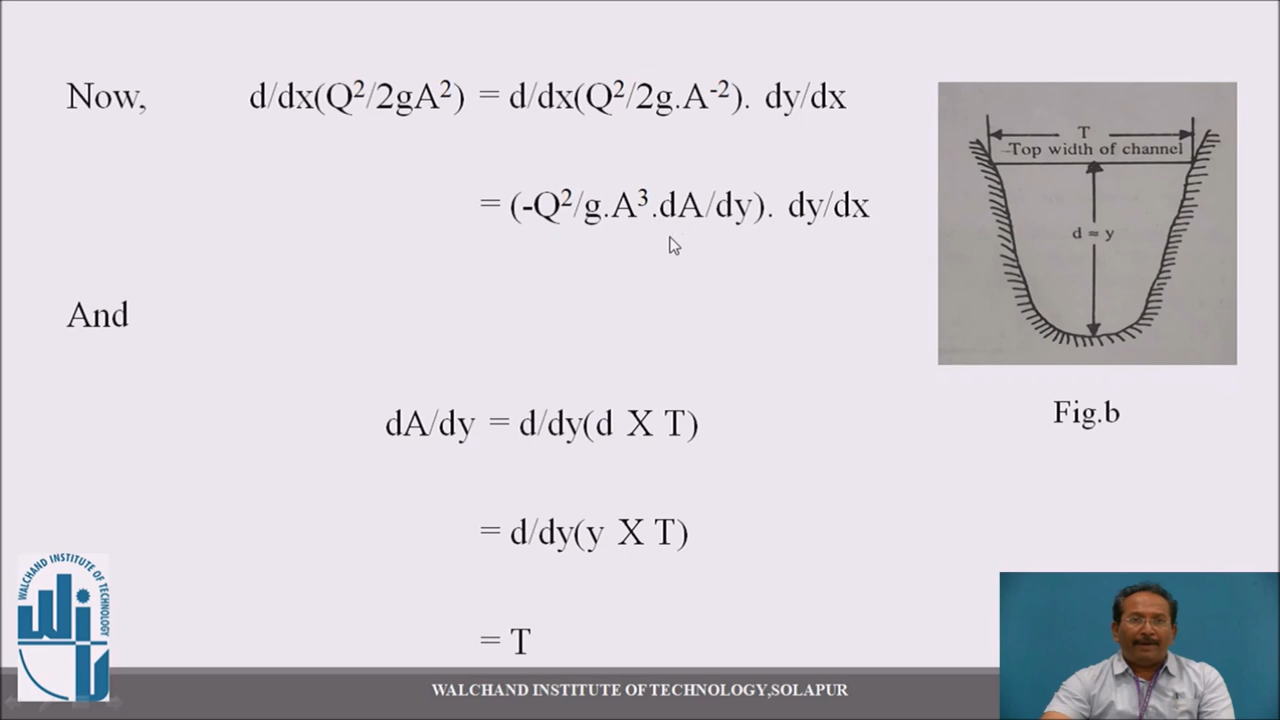 Now, d/dx(Q²/2gA²) = d/dx(Q²/2g.A⁻²). dy/dx
= (-Q²/g.A³.dA/dy). dy/dx
And
dA/dy = d/dy(d X T)
= d/dy(y X T)
= T
T
Top width of channel
d = y
Fig.b
WALCHAND INSTITUTE OF TECHNOLOGY
WIT
WALCHAND INSTITUTE OF TECHNOLOGY,SOLAPUR